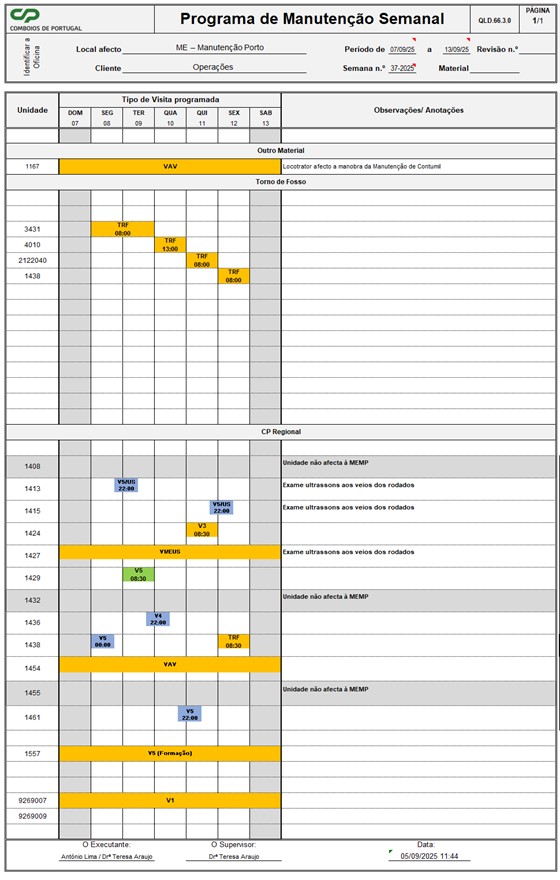 COMBOIOS DE PORTUGAL
Programa de Manutenção Semanal
QLD.66.3.0
PÁGINA
1/1
Identificar a Oficina
Local afecto ME – Manutenção Porto
Período de 07/09/25 a 13/09/25 Revisão n.º
Cliente Operações
Semana n.º 37-2025 Material
Unidade
Tipo de Visita programada
Observações/ Anotações
DOM SEG TER QUA QUI SEX SAB
07 08 09 10 11 12 13
Outro Material
1167 VAV Locotrator afecto a manobra da Manutenção de Contumil
Torno de Fosso
3431 TRF 08:00
4010 TRF 13:00
2122040 TRF 08:00
1438 TRF 08:00
CP Regional
1408 Unidade não afecta à MEMP
1413 V5/US 22:00 Exame ultrassons aos veios dos rodados
1415 V5/US 22:00 Exame ultrassons aos veios dos rodados
1424 V3 08:30
1427 VMEUS Exame ultrassons aos veios dos rodados
1429 V5 08:30
1432 Unidade não afecta à MEMP
1436 V4 22:00
1438 V5 00:00 TRF 08:30
1454 VAV
1455 Unidade não afecta à MEMP
1461 V5 22:00
1557 V5 (Formação)
9269007 V1
9269009
O Executante: O Supervisor: Data:
António Lima / Drª Teresa Araujo Drª Teresa Araujo 05/09/2025 11:44